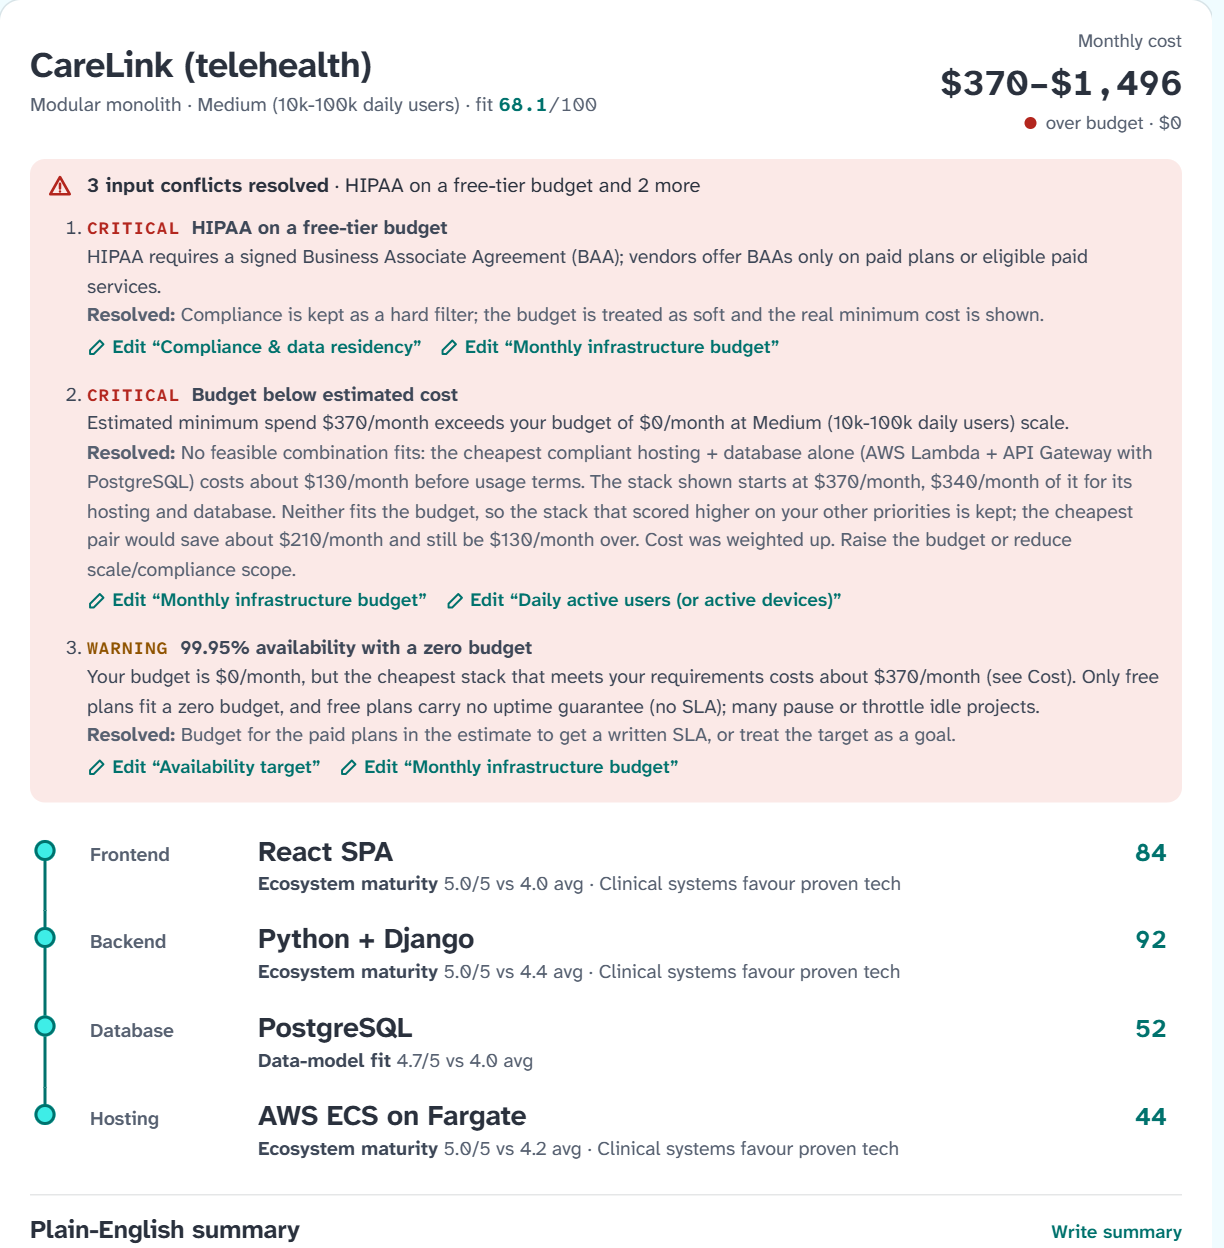 CareLink (telehealth)
Modular monolith · Medium (10k-100k daily users) · fit 68.1/100
Monthly cost
$370–$1,496
over budget · $0
3 input conflicts resolved · HIPAA on a free-tier budget and 2 more
1. CRITICAL HIPAA on a free-tier budget
HIPAA requires a signed Business Associate Agreement (BAA); vendors offer BAAs only on paid plans or eligible paid
services.
Resolved: Compliance is kept as a hard filter; the budget is treated as soft and the real minimum cost is shown.
Edit “Compliance & data residency” Edit “Monthly infrastructure budget”
2. CRITICAL Budget below estimated cost
Estimated minimum spend $370/month exceeds your budget of $0/month at Medium (10k-100k daily users) scale.
Resolved: No feasible combination fits: the cheapest compliant hosting + database alone (AWS Lambda + API Gateway with
PostgreSQL) costs about $130/month before usage terms. The stack shown starts at $370/month, $340/month of it for its
hosting and database. Neither fits the budget, so the stack that scored higher on your other priorities is kept; the cheapest
pair would save about $210/month and still be $130/month over. Cost was weighted up. Raise the budget or reduce
scale/compliance scope.
Edit “Monthly infrastructure budget” Edit “Daily active users (or active devices)”
3. WARNING 99.95% availability with a zero budget
Your budget is $0/month, but the cheapest stack that meets your requirements costs about $370/month (see Cost). Only free
plans fit a zero budget, and free plans carry no uptime guarantee (no SLA); many pause or throttle idle projects.
Resolved: Budget for the paid plans in the estimate to get a written SLA, or treat the target as a goal.
Edit “Availability target” Edit “Monthly infrastructure budget”
Frontend React SPA 84
Ecosystem maturity 5.0/5 vs 4.0 avg · Clinical systems favour proven tech
Backend Python + Django 92
Ecosystem maturity 5.0/5 vs 4.4 avg · Clinical systems favour proven tech
Database PostgreSQL 52
Data-model fit 4.7/5 vs 4.0 avg
Hosting AWS ECS on Fargate 44
Ecosystem maturity 5.0/5 vs 4.2 avg · Clinical systems favour proven tech
Plain-English summary Write summary